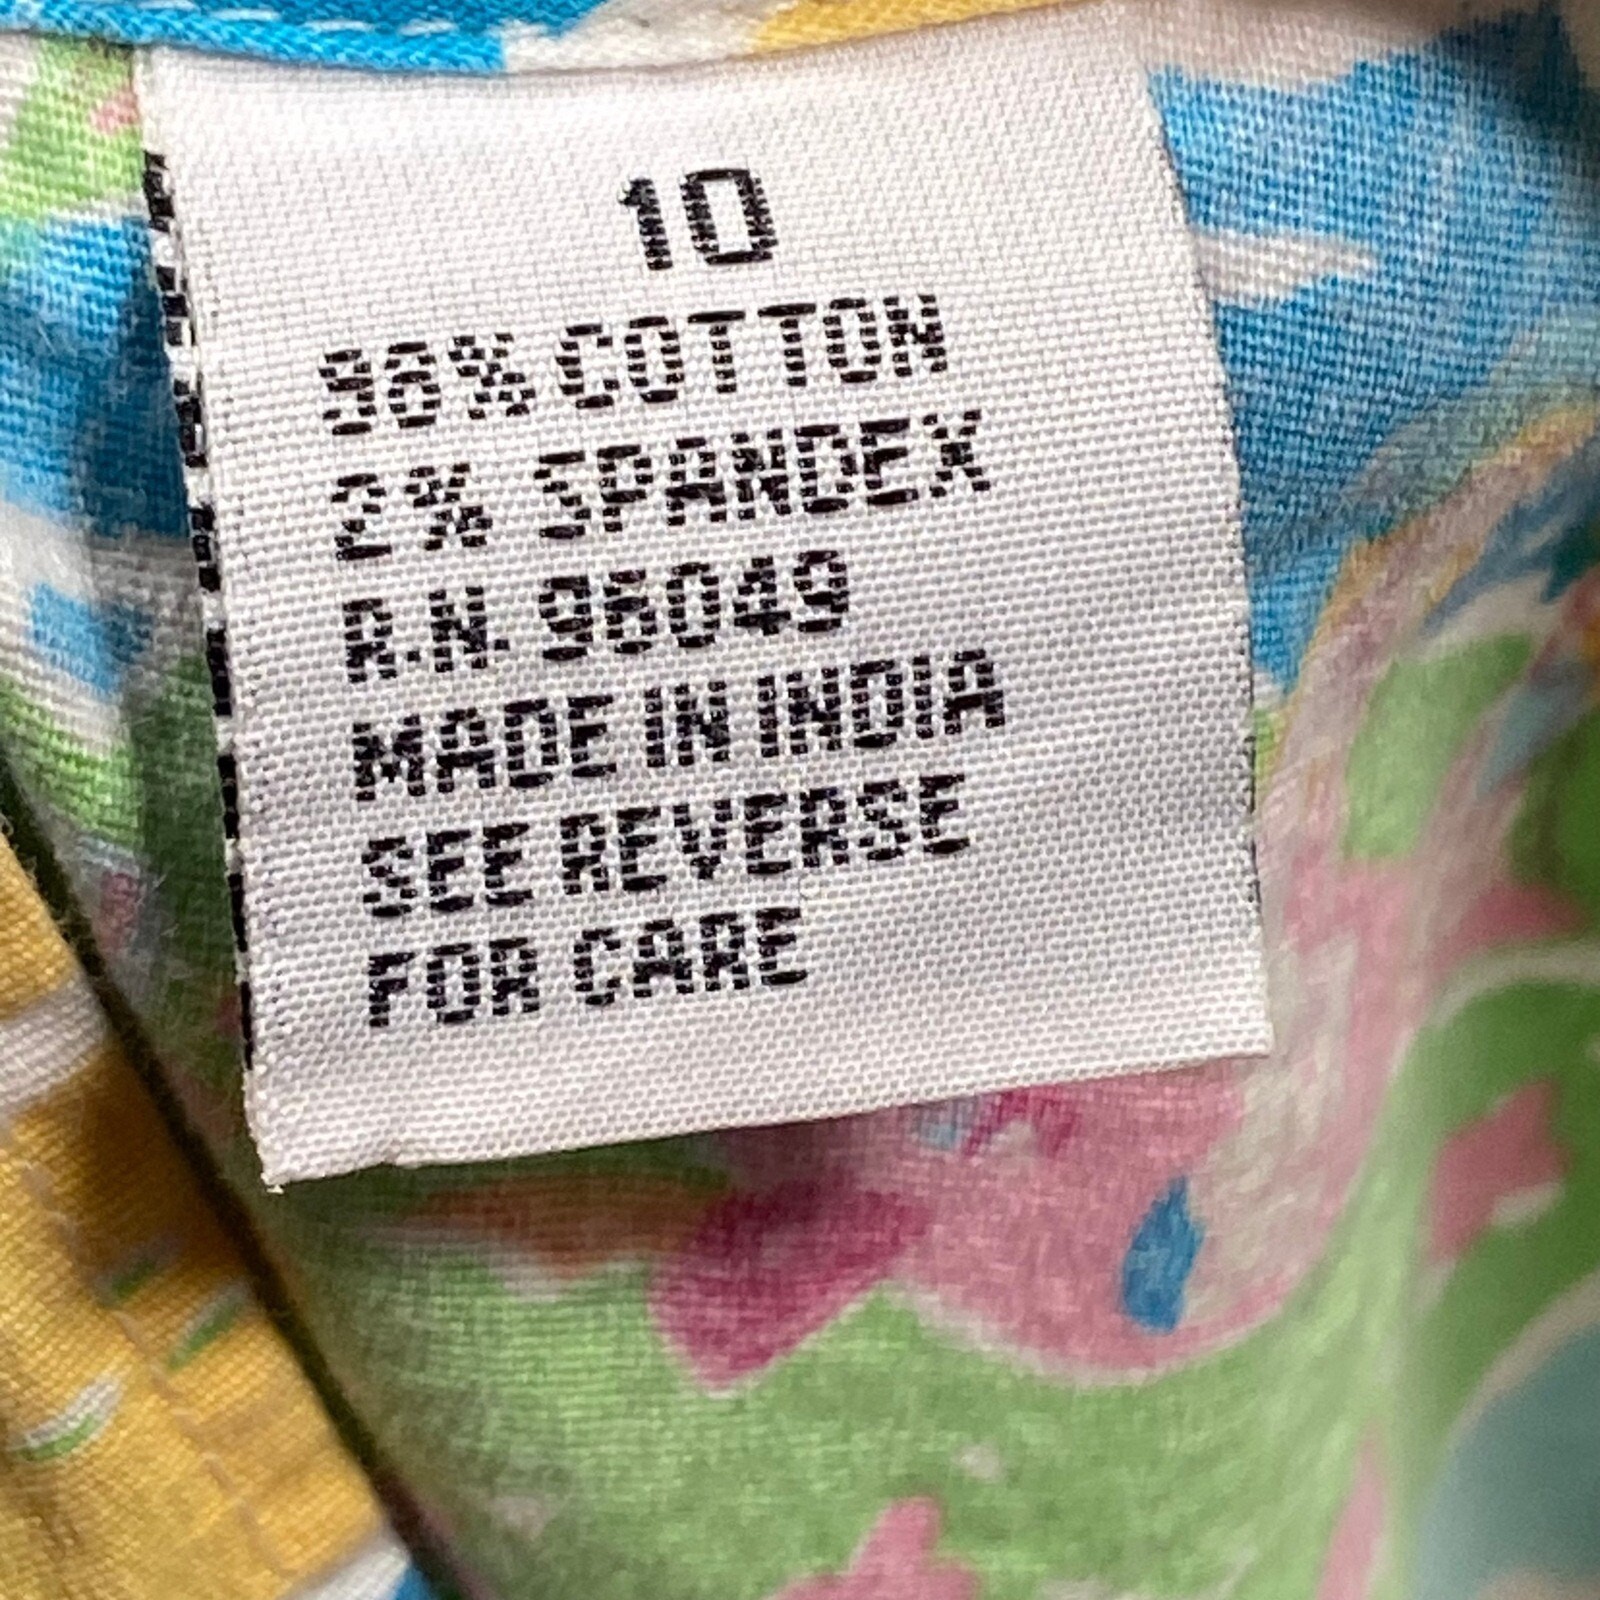 10
98% COTTON
2% SPANDEX
R.N. 96049
MADE IN INDIA
SEE REVERSE
FOR CARE